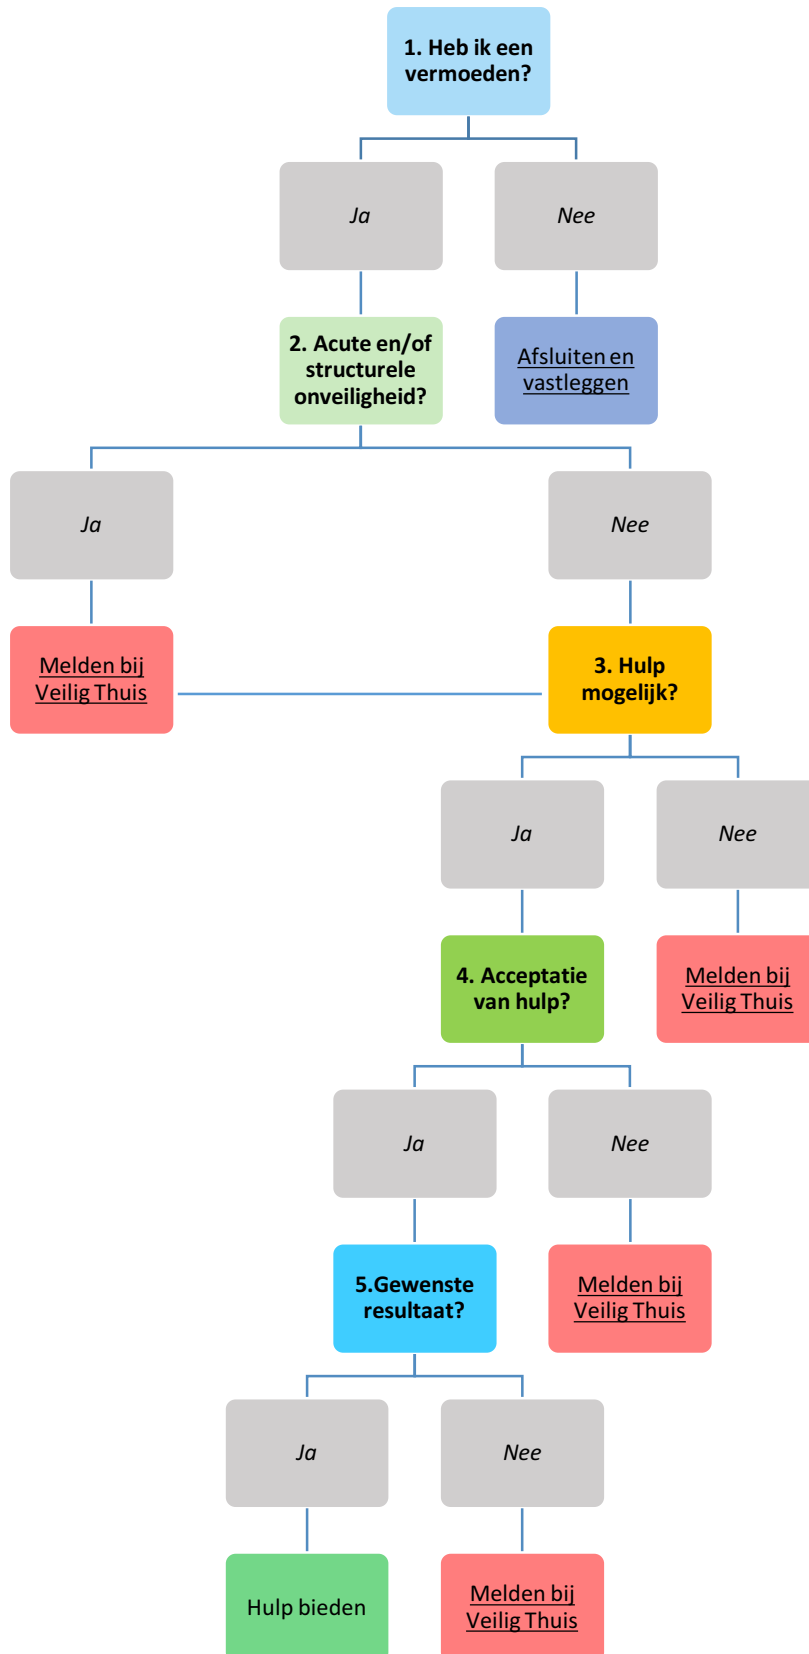 1. Heb ik een
vermoeden?
Ja
Nee
2. Acute en/of
structurele
onveiligheid?
Afsluiten en
vastleggen
Ja
Nee
Melden bij
Veilig Thuis
3. Hulp
mogelijk?
Ja
Nee
4. Acceptatie
van hulp?
Melden bij
Veilig Thuis
Ja
Nee
5.Gewenste
resultaat?
Melden bij
Veilig Thuis
Ja
Nee
Hulp bieden
Melden bij
Veilig Thuis